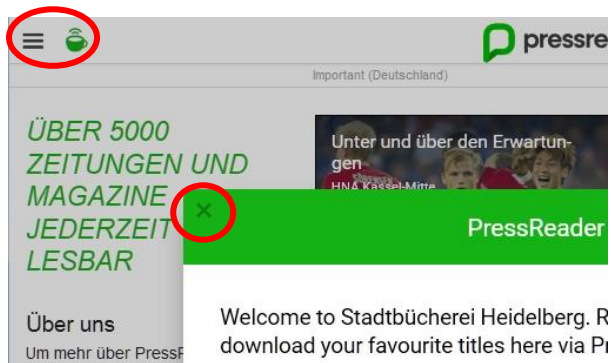 pressre
Important (Deutschland)
ÜBER 5000
ZEITUNGEN UND
MAGAZINE
JEDERZEIT
LESBAR
Unter und über den Erwartun-
gen
HNA Kassel-Mitte
PressReader
Über uns
Um mehr über PressR
Welcome to Stadtbücherei Heidelberg. R
download your favourite titles here via Pr